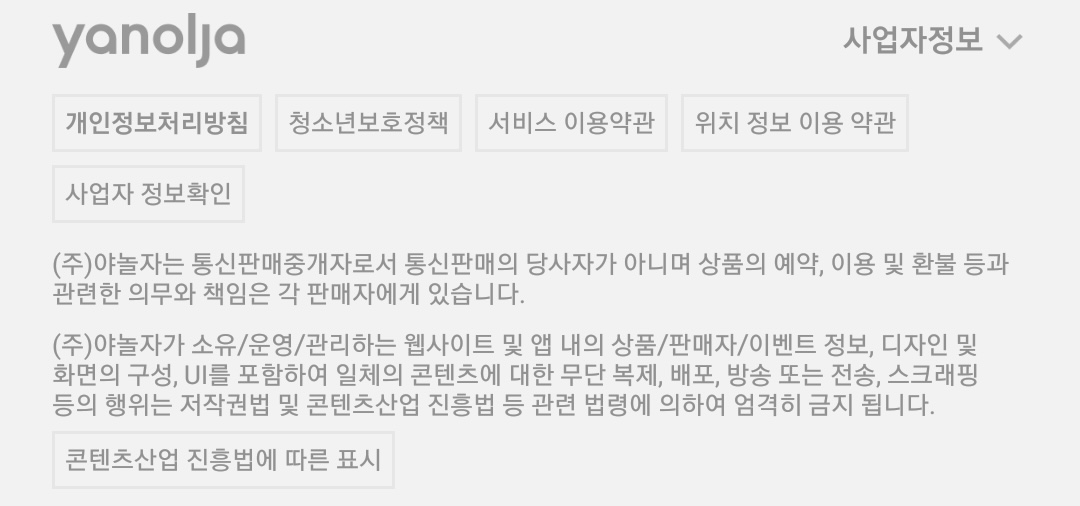 yanolja
사업자정보
개인정보처리방침 청소년보호정책 서비스 이용약관 위치 정보 이용 약관
사업자 정보확인
(주)야놀자는 통신판매중개자로서 통신판매의 당사자가 아니며 상품의 예약, 이용 및 환불 등과
관련한 의무와 책임은 각 판매자에게 있습니다.
(주)야놀자가 소유/운영/관리하는 웹사이트 및 앱 내의 상품/판매자/이벤트 정보, 디자인 및
화면의 구성, UI를 포함하여 일체의 콘텐츠에 대한 무단 복제, 배포, 방송 또는 전송, 스크래핑
등의 행위는 저작권법 및 콘텐츠산업 진흥법 등 관련 법령에 의하여 엄격히 금지 됩니다.
콘텐츠산업 진흥법에 따른 표시